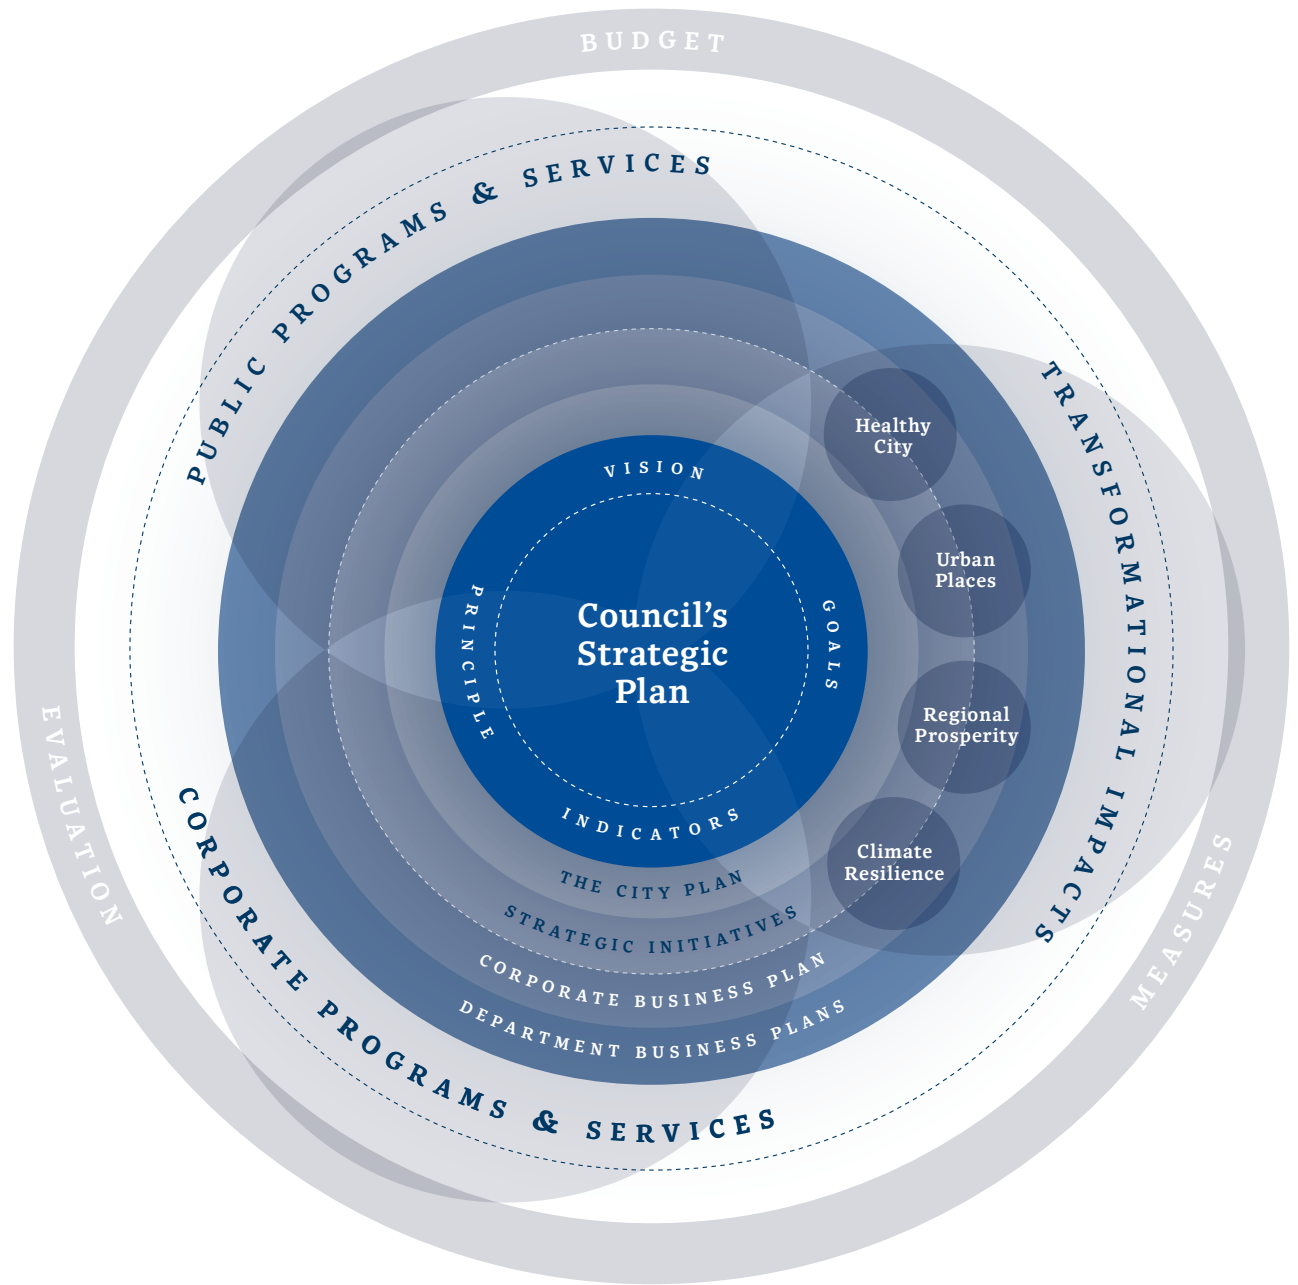 BUDGET
PUBLIC PROGRAMS & SERVICES
TRANSFORMATIONAL IMPACTS
Healthy
City
VISION
Urban
Places
PRINCIPLE
Council’s
Strategic
Plan
GOALS
Regional
Prosperity
EVALUATION
INDICATORS
Climate
Resilience
MEASURES
THE CITY PLAN
STRATEGIC INITIATIVES
CORPORATE BUSINESS PLAN
DEPARTMENT BUSINESS PLANS
CORPORATE PROGRAMS & SERVICES